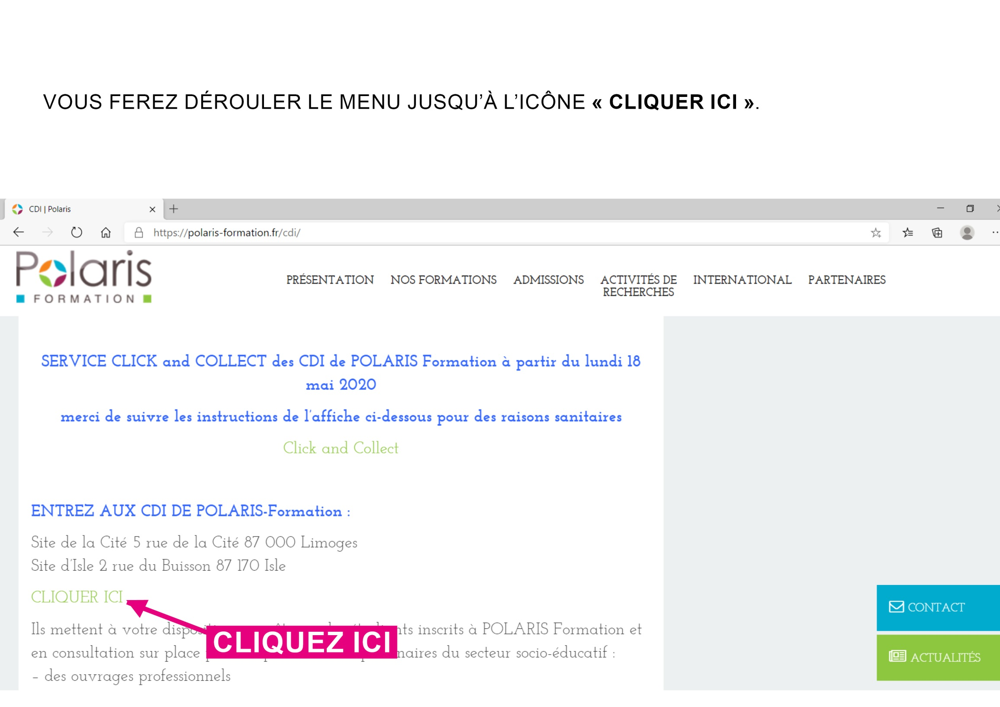 VOUS FEREZ DÉROULER LE MENU JUSQU’À L’ICÔNE « CLIQUER ICI ».
CDI | Polaris
https://polaris-formation.fr/cdi/
Polaris
FORMATION
PRÉSENTATION NOS FORMATIONS ADMISSIONS ACTIVITÉS DE INTERNATIONAL PARTENAIRES
RECHERCHES
SERVICE CLICK and COLLECT des CDI de POLARIS Formation à partir du lundi 18
mai 2020
merci de suivre les instructions de l’affiche ci-dessous pour des raisons sanitaires
Click and Collect
ENTREZ AUX CDI DE POLARIS-Formation :
Site de la Cité 5 rue de la Cité 87 000 Limoges
Site d’Isle 2 rue du Buisson 87 170 Isle
CLIQUER ICI
Ils mettent à votre inscrits à POLARIS Formation et
CLIQUEZ ICI
en consultation sur place du secteur socio-éducatif :
– des ouvrages professionnels
CONTACT
ACTUALITÉS